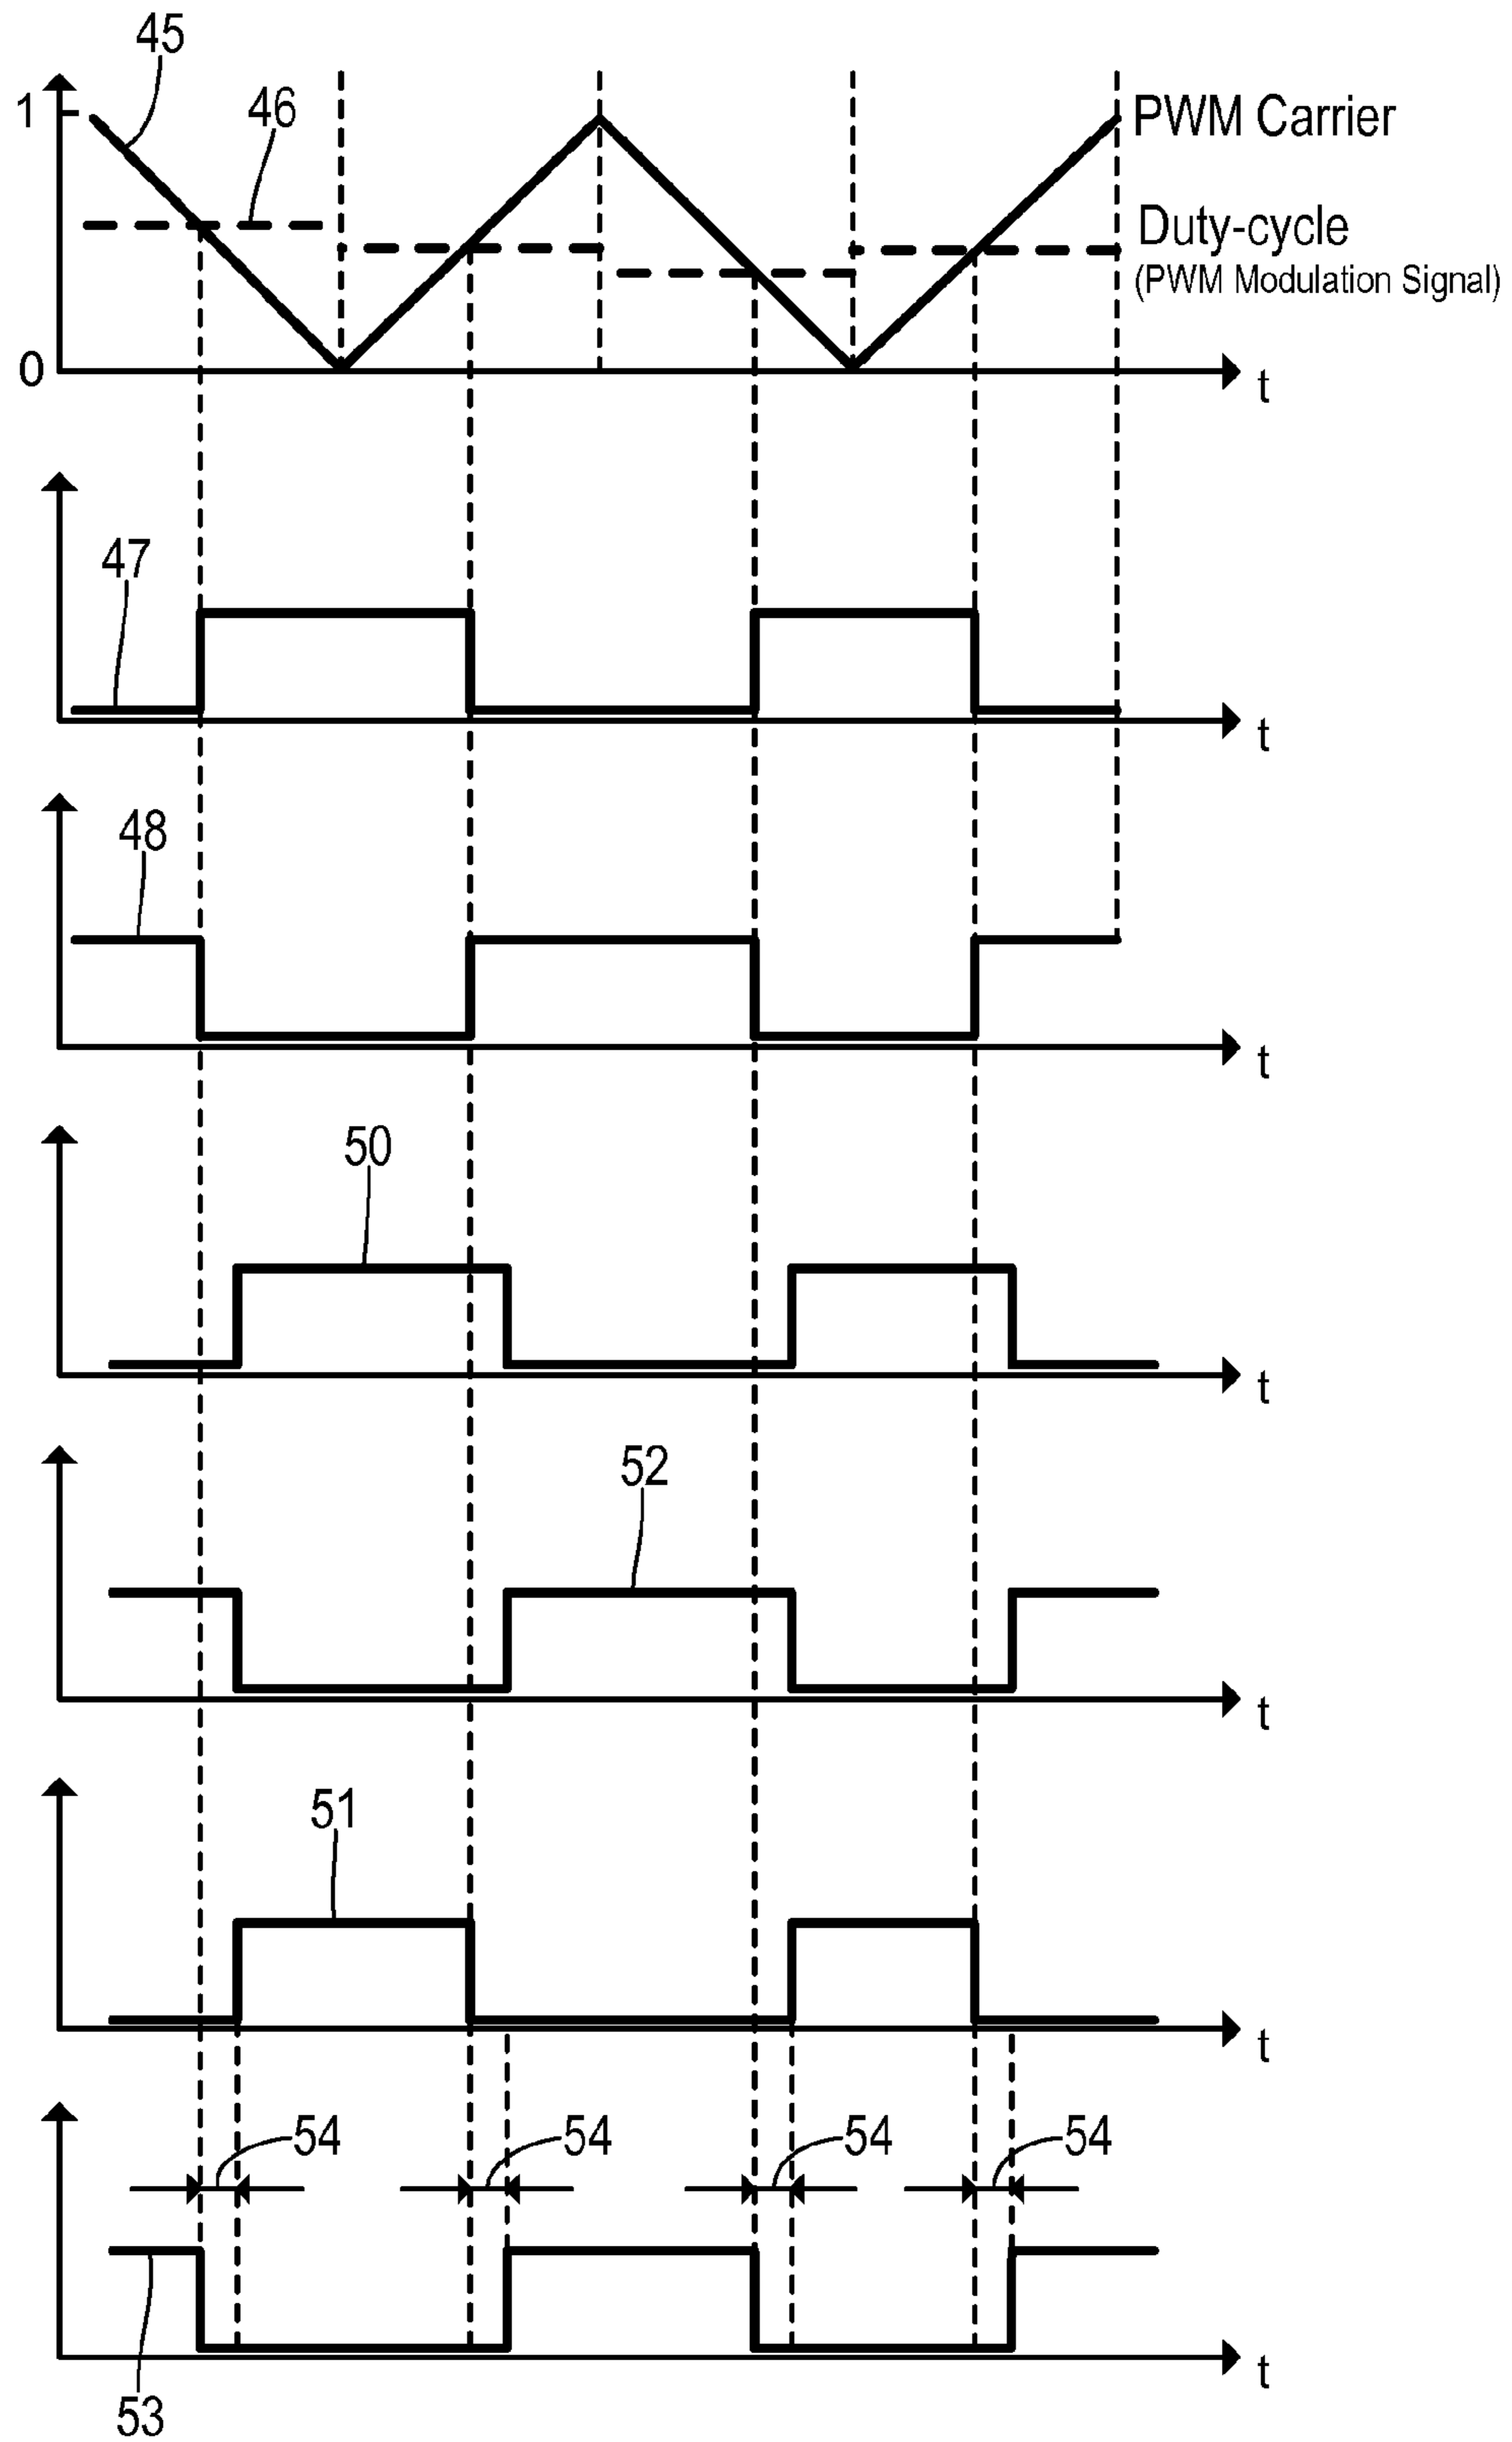 45
1
46
PWM Carrier
Duty-cycle
(PWM Modulation Signal)
0
t
47
t
48
t
50
t
52
t
51
t
54 54 54 54
t
53